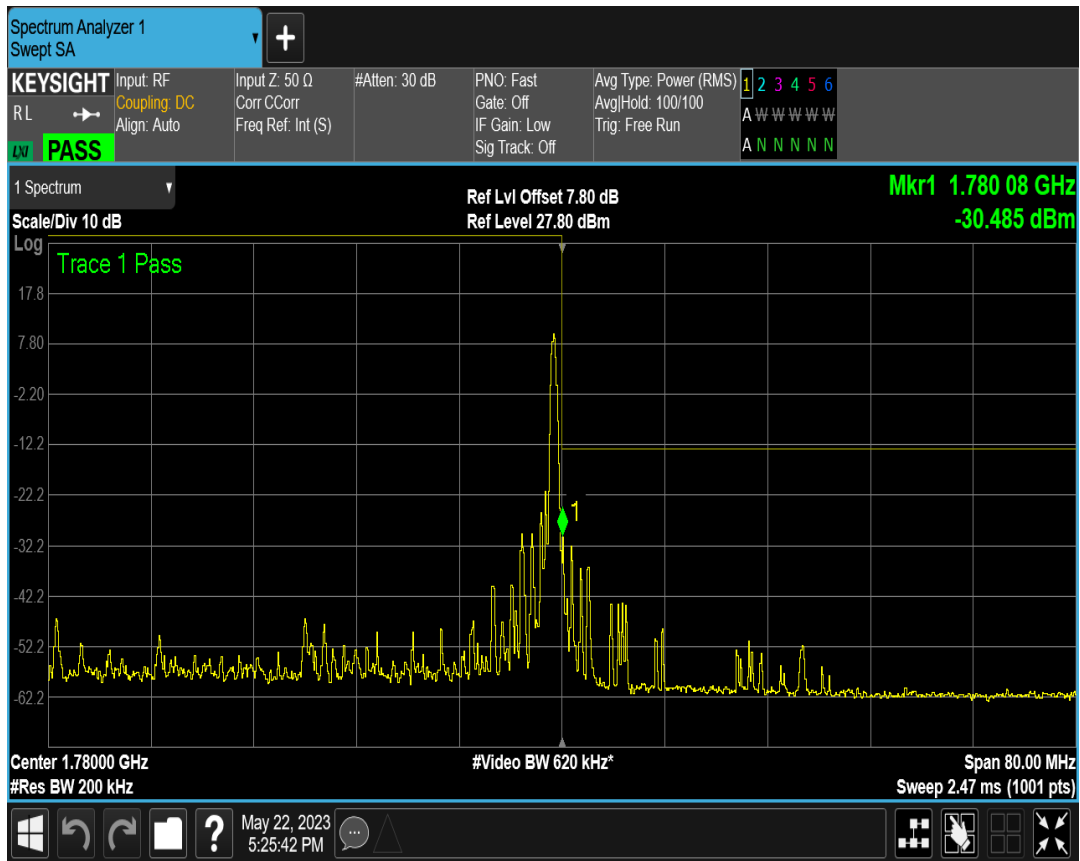 Spectrum Analyzer 1
Swept SA
+
KEYSIGHT
RL
LXI PASS
Input: RF
Coupling: DC
Align: Auto
Input Z: 50 Ω
Corr CCorr
Freq Ref: Int (S)
#Atten: 30 dB
PNO: Fast
Gate: Off
IF Gain: Low
Sig Track: Off
Avg Type: Power (RMS)
Avg|Hold: 100/100
Trig: Free Run
1 2 3 4 5 6
A W W W W W
A N N N N N
1 Spectrum
Scale/Div 10 dB
Ref Lvl Offset 7.80 dB
Ref Level 27.80 dBm
Mkr1 1.780 08 GHz
-30.485 dBm
Log
Trace 1 Pass
17.8
7.80
-2.20
-12.2
-22.2
1
-32.2
-42.2
-52.2
-62.2
Center 1.78000 GHz
#Video BW 620 kHz*
Span 80.00 MHz
#Res BW 200 kHz
Sweep 2.47 ms (1001 pts)
?
May 22, 2023
5:25:42 PM